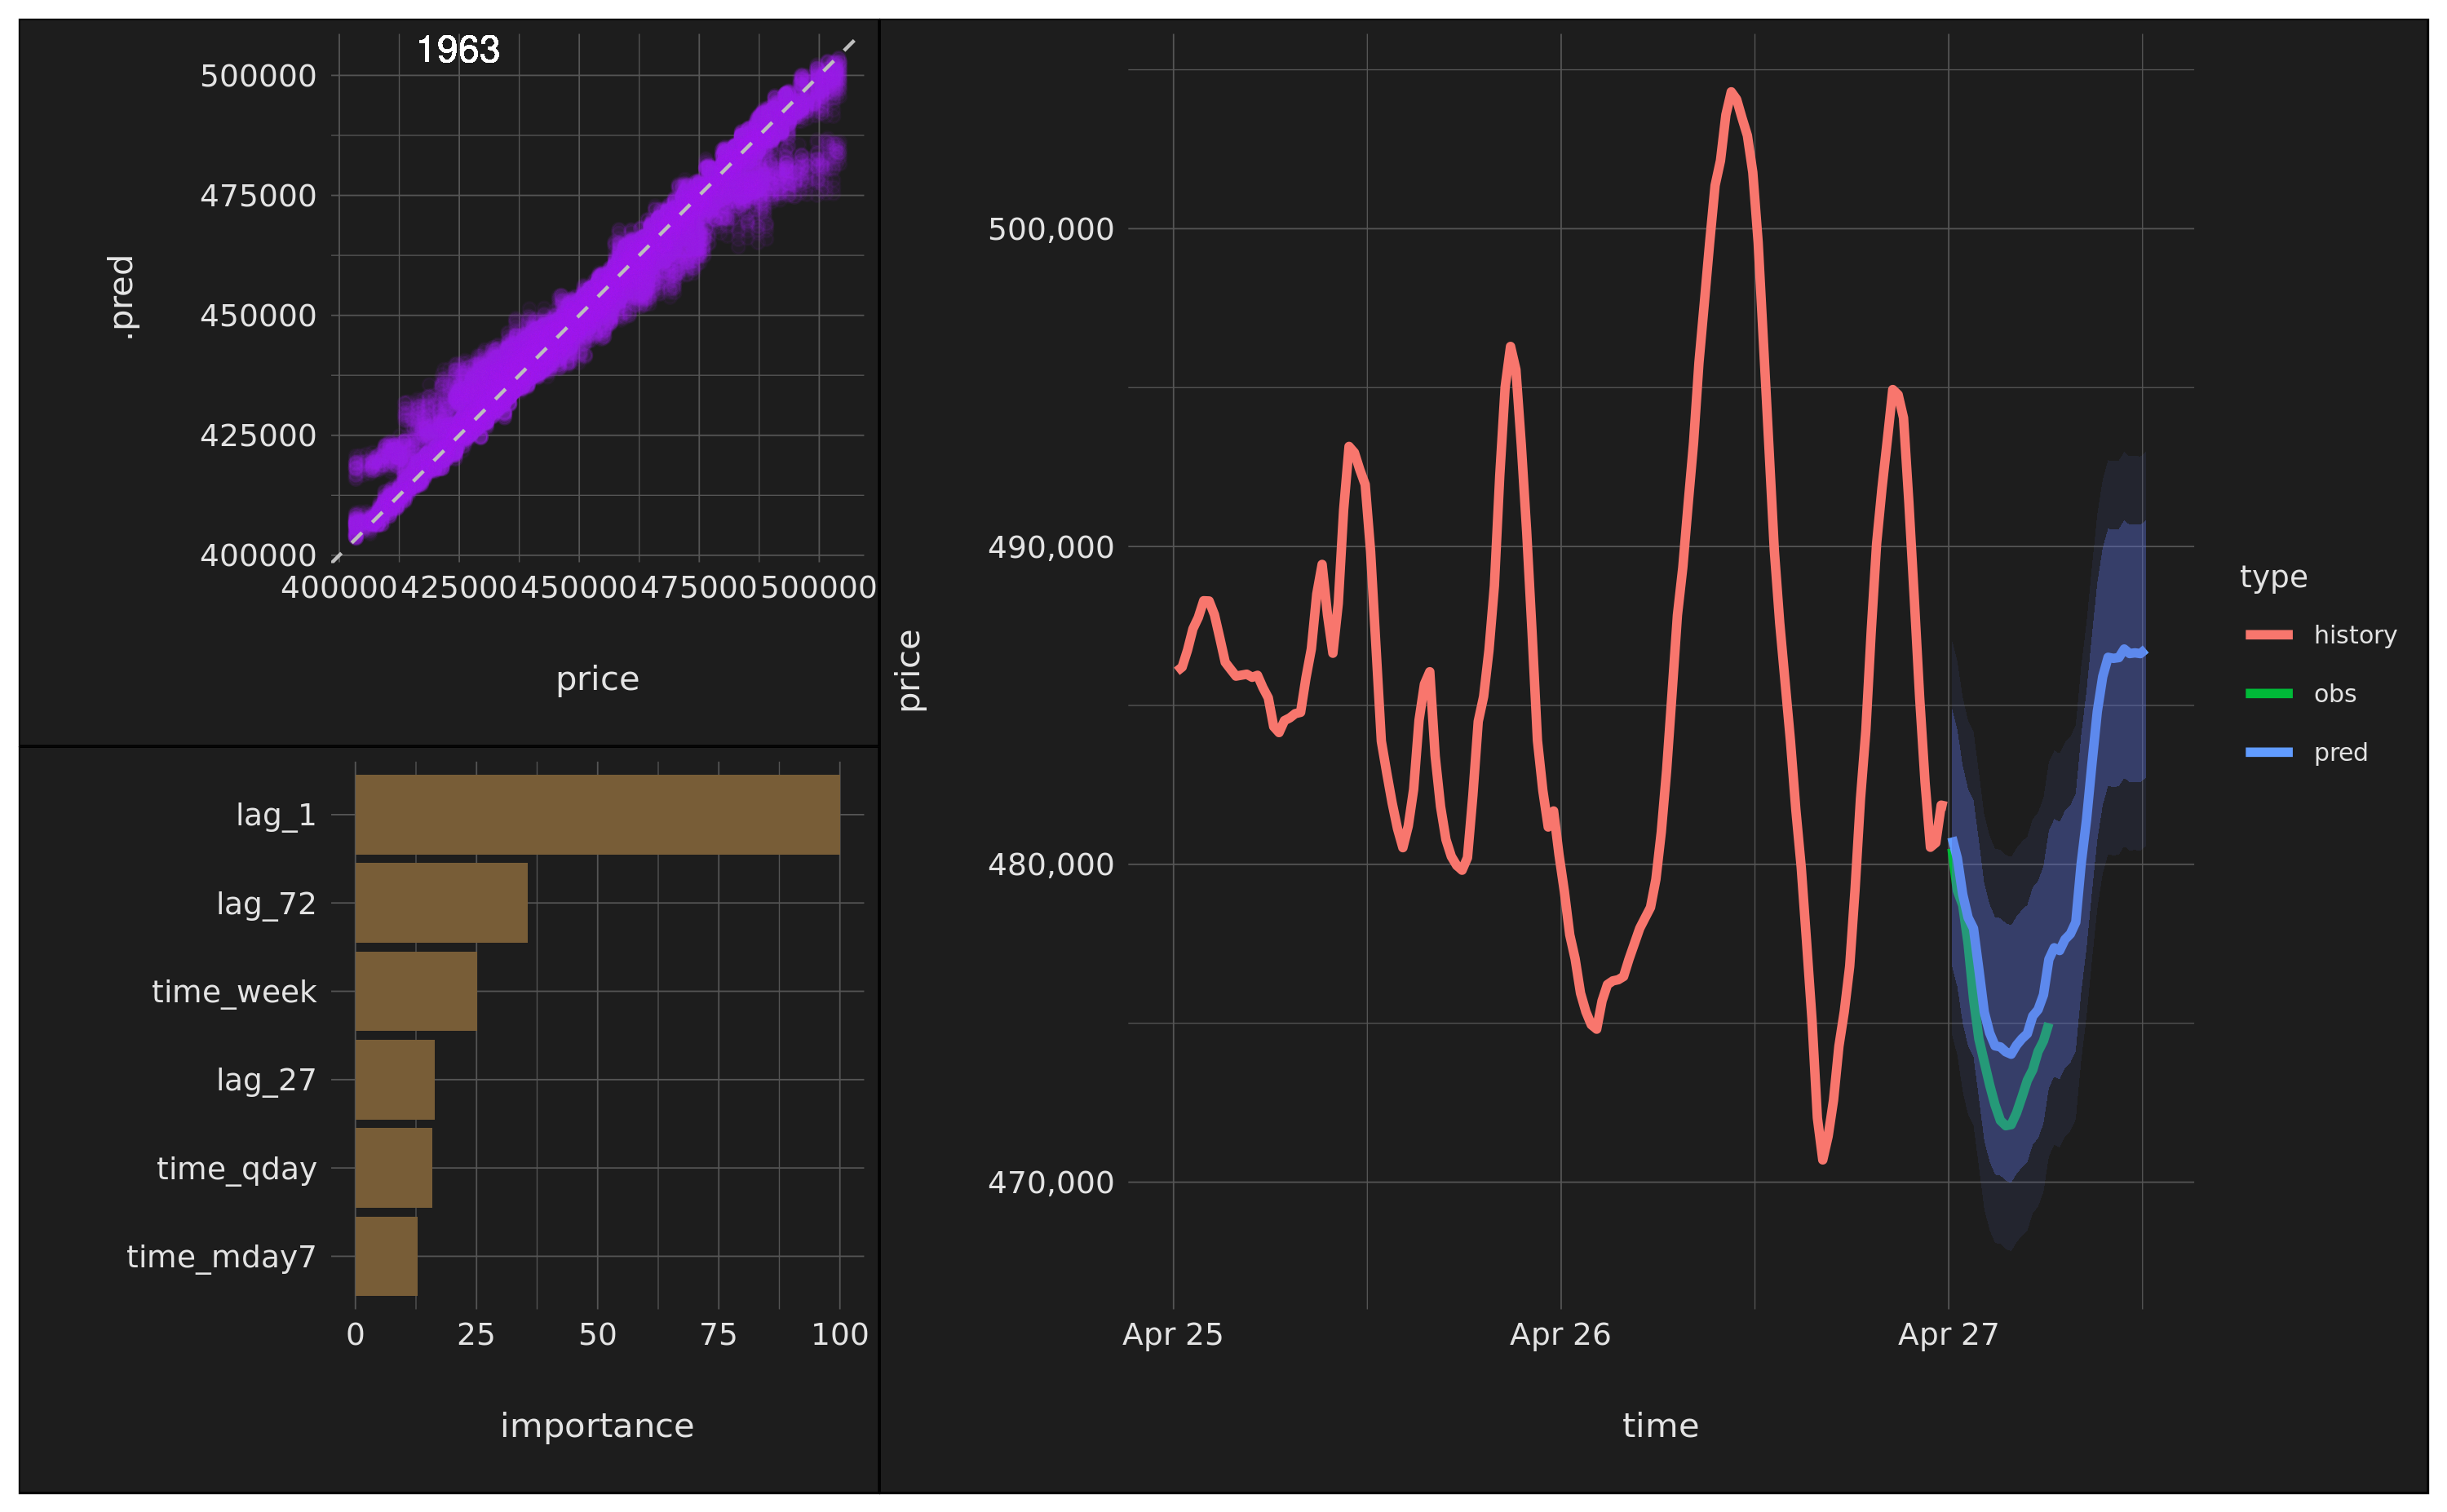 1963
500000
475000
450000
425000
400000
.pred
400000 425000 450000 475000 500000
price
lag_1
lag_72
time_week
lag_27
time_qday
time_mday7
0 25 50 75 100
importance
500,000
490,000
480,000
470,000
price
Apr 25 Apr 26 Apr 27
time
type
history
obs
pred